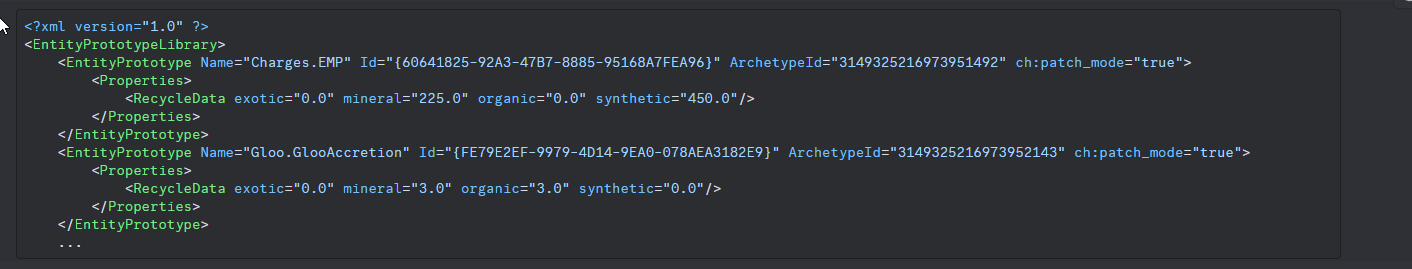 <?xml version="1.0" ?>
<EntityPrototypeLibrary>
    <EntityPrototype Name="Charges.EMP" Id="{60641825-92A3-47B7-8885-95168A7FEA96}" ArchetypeId="3149325216973951492" ch:patch_mode="true">
        <Properties>
            <RecycleData exotic="0.0" mineral="225.0" organic="0.0" synthetic="450.0"/>
        </Properties>
    </EntityPrototype>
    <EntityPrototype Name="Gloo.GlooAccretion" Id="{FE79E2EF-9979-4D14-9EA0-078AEA3182E9}" ArchetypeId="3149325216973952143" ch:patch_mode="true">
        <Properties>
            <RecycleData exotic="0.0" mineral="3.0" organic="3.0" synthetic="0.0"/>
        </Properties>
    </EntityPrototype>
    ...